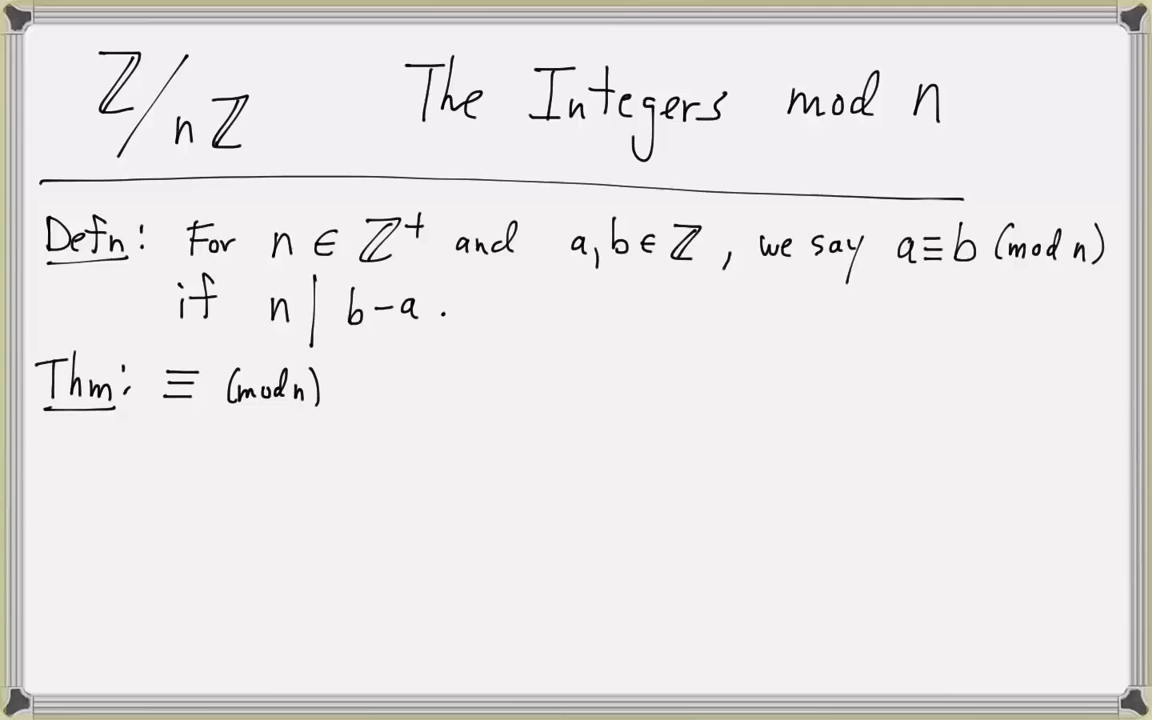 ℤ/nℤ The Integers mod n
Defn: For n ∈ ℤ⁺ and a, b ∈ ℤ, we say a ≡ b (mod n)
if n | b - a.
Thm: ≡ (mod n)